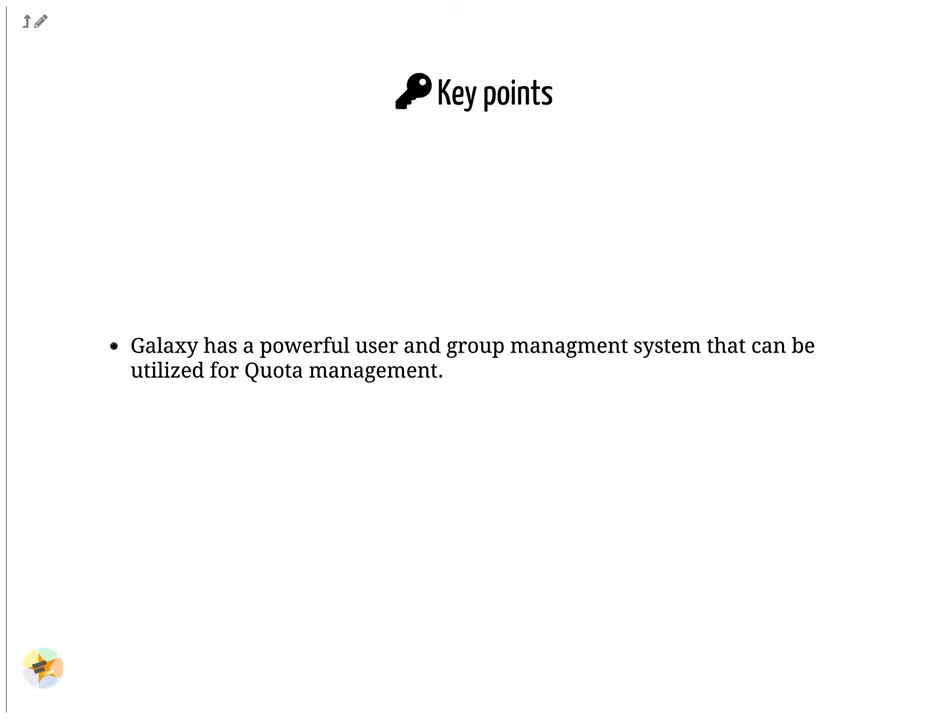 Key points
Galaxy has a powerful user and group managment system that can be
utilized for Quota management.